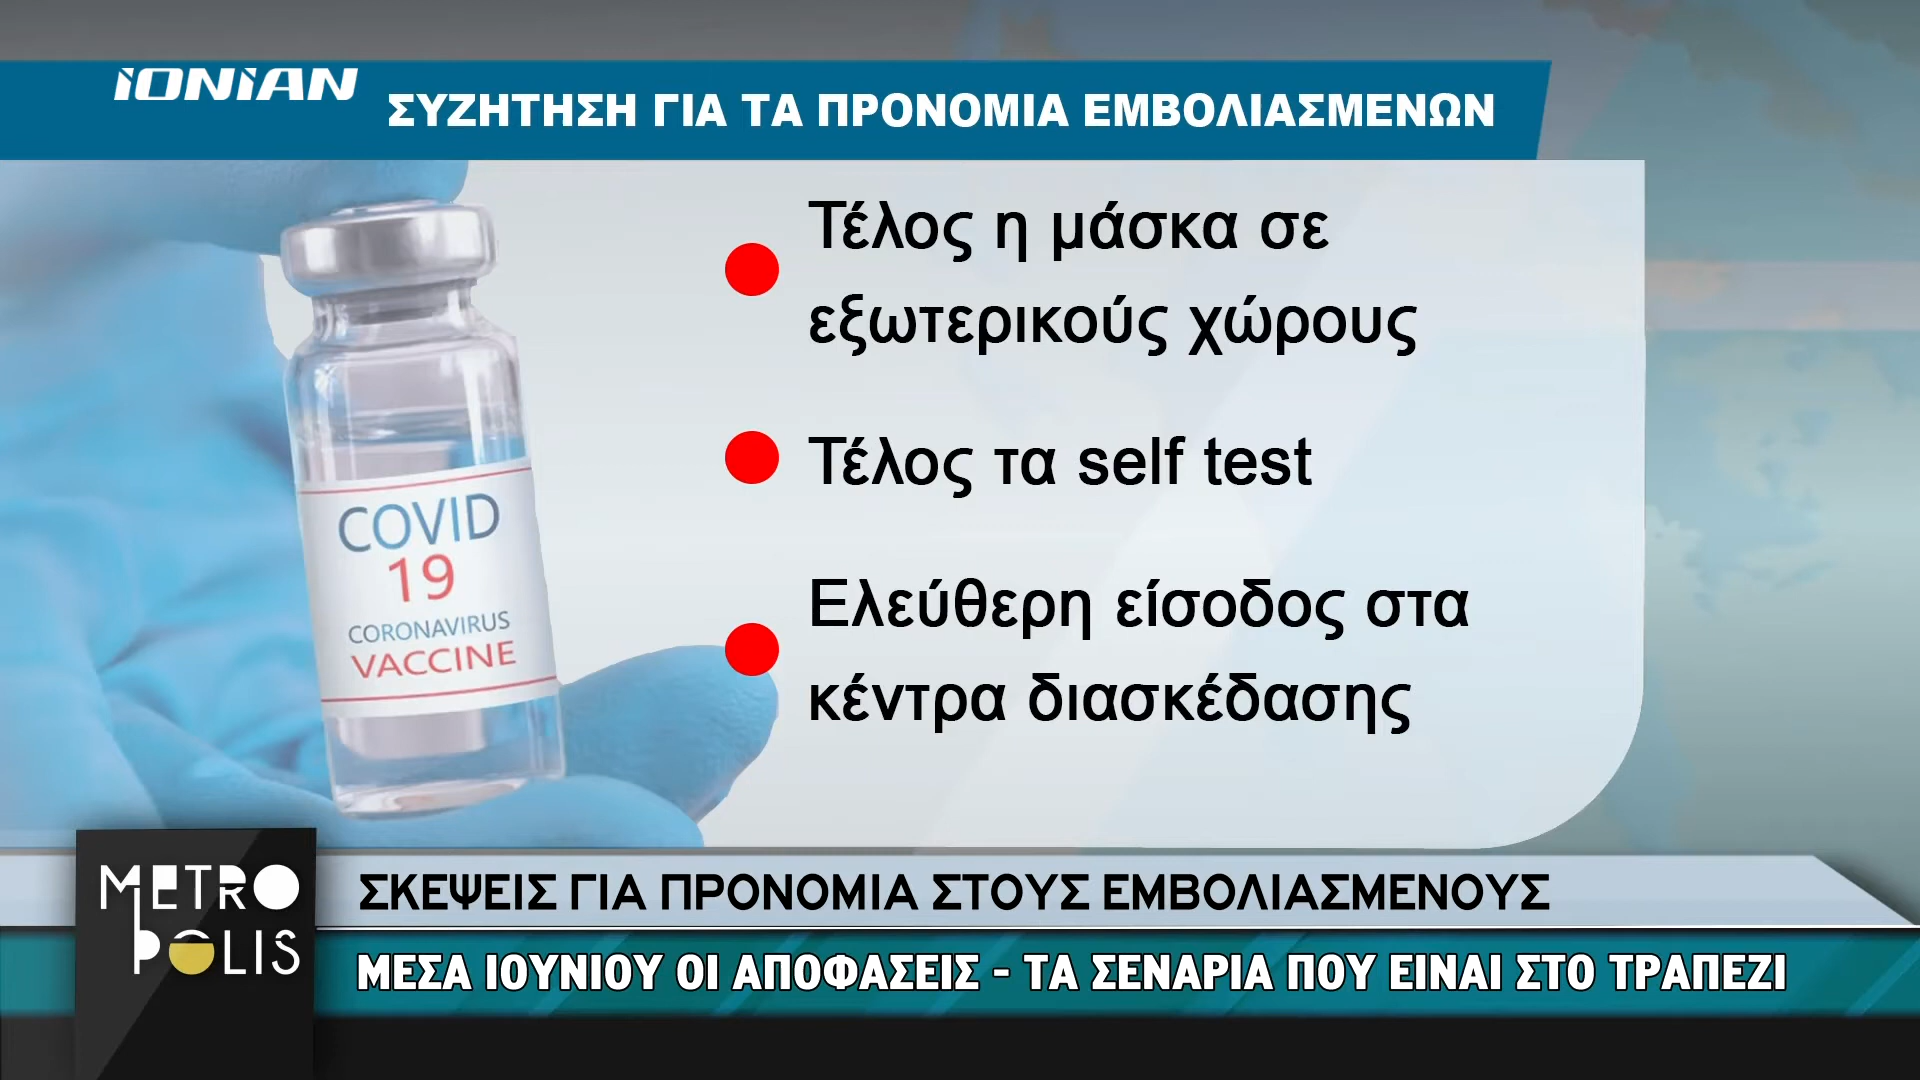 IONIAN
ΣΥΖΗΤΗΣΗ ΓΙΑ ΤΑ ΠΡΟΝΟΜΙΑ ΕΜΒΟΛΙΑΣΜΕΝΩΝ
Τέλος η μάσκα σε
εξωτερικούς χώρους
Τέλος τα self test
Ελεύθερη είσοδος στα
κέντρα διασκέδασης
COVID
19
CORONAVIRUS
VACCINE
METRO
POLIS
ΣΚΕΨΕΙΣ ΓΙΑ ΠΡΟΝΟΜΙΑ ΣΤΟΥΣ ΕΜΒΟΛΙΑΣΜΕΝΟΥΣ
ΜΕΣΑ ΙΟΥΝΙΟΥ ΟΙ ΑΠΟΦΑΣΕΙΣ - ΤΑ ΣΕΝΑΡΙΑ ΠΟΥ ΕΙΝΑΙ ΣΤΟ ΤΡΑΠΕΖΙ